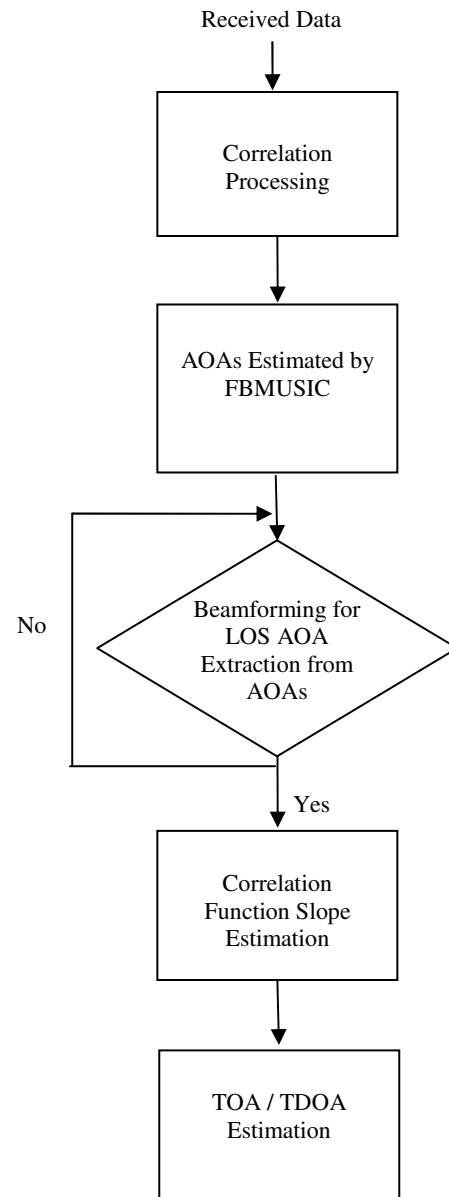 Received Data
Correlation
Processing
AOAs Estimated by
FBMUSIC
Beamforming for
LOS AOA
Extraction from
AOAs
No
Yes
Correlation
Function Slope
Estimation
TOA / TDOA
Estimation